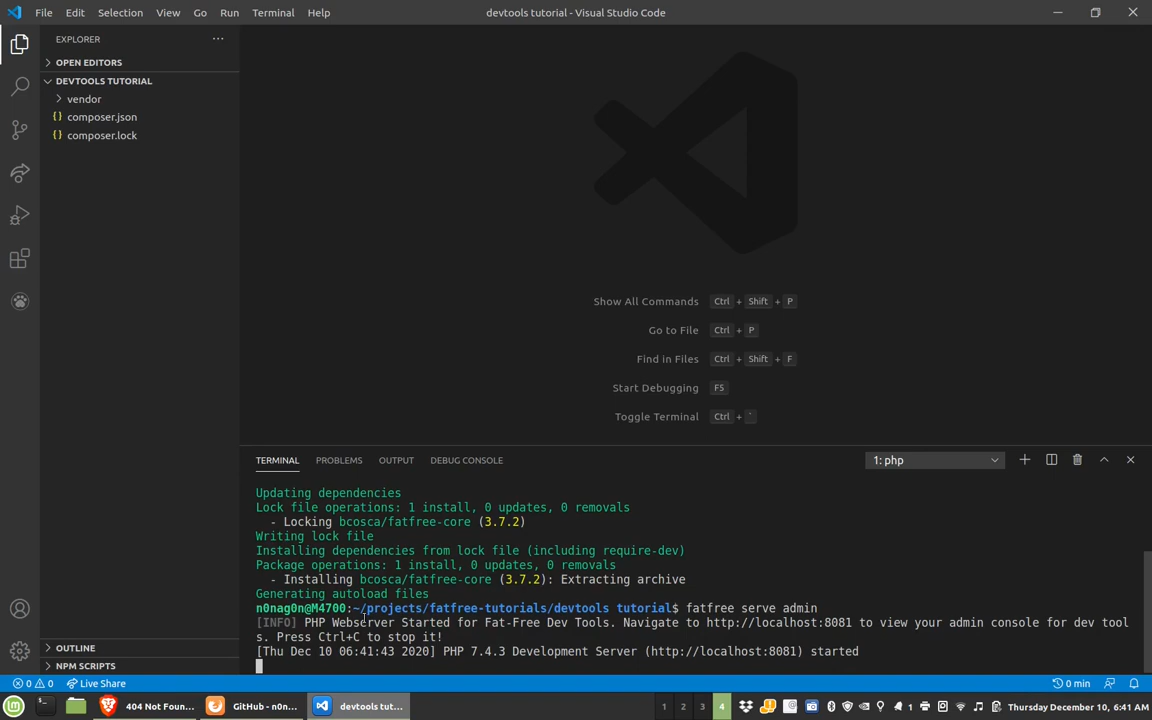 File Edit Selection View Go Run Terminal Help
devtools tutorial - Visual Studio Code
EXPLORER
OPEN EDITORS
DEVTOOLS TUTORIAL
vendor
{} composer.json
{} composer.lock
OUTLINE
NPM SCRIPTS
Show All Commands Ctrl + Shift + P
Go to File Ctrl + P
Find in Files Ctrl + Shift + F
Start Debugging F5
Toggle Terminal Ctrl + `
TERMINAL PROBLEMS OUTPUT DEBUG CONSOLE 1: php
Updating dependencies
Lock file operations: 1 install, 0 updates, 0 removals
- Locking bcosca/fatfree-core (3.7.2)
Writing lock file
Installing dependencies from lock file (including require-dev)
Package operations: 1 install, 0 updates, 0 removals
- Installing bcosca/fatfree-core (3.7.2): Extracting archive
Generating autoload files
n0nag0n@M4700:~/projects/fatfree-tutorials/devtools tutorial$ fatfree serve admin
[INFO] PHP Webserver Started for Fat-Free Dev Tools. Navigate to http://localhost:8081 to view your admin console for dev tool
s. Press Ctrl+C to stop it!
[Thu Dec 10 06:41:43 2020] PHP 7.4.3 Development Server (http://localhost:8081) started
0 0 Live Share 0 min
404 Not Foun... GitHub - n0n... devtools tut... 1 2 3 4 1 Thursday December 10, 6:41 AM